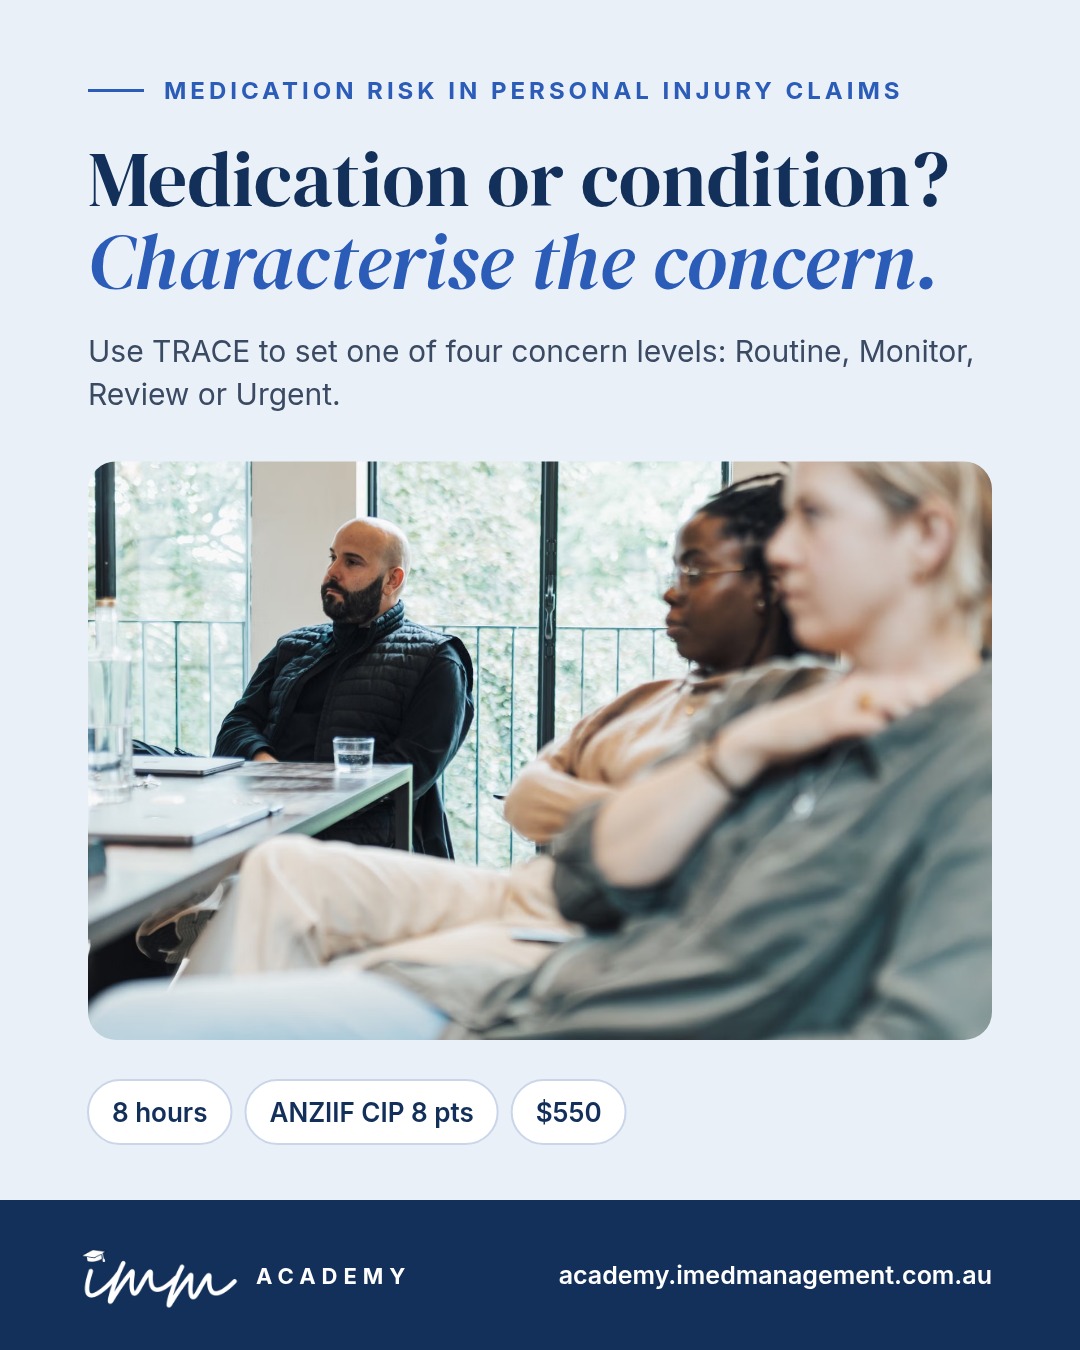 MEDICATION RISK IN PERSONAL INJURY CLAIMS
Medication or condition?
Characterise the concern.
Use TRACE to set one of four concern levels: Routine, Monitor,
Review or Urgent.
8 hours
ANZIIF CIP 8 pts
$550
imm ACADEMY
academy.imedmanagement.com.au